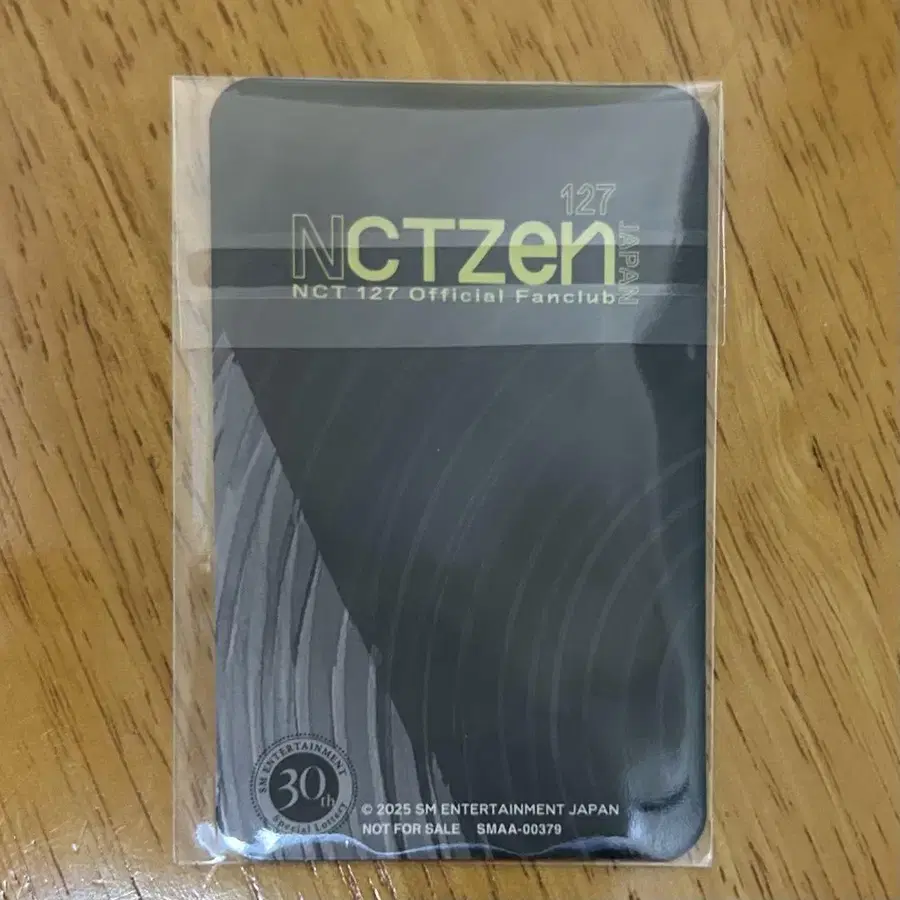 127
NCTZen
JAPAN
NCT 127 Official Fanclub
SM ENTERTAINMENT
30th
Special Lottery
© 2025 SM ENTERTAINMENT JAPAN
NOT FOR SALE SMAA-00379